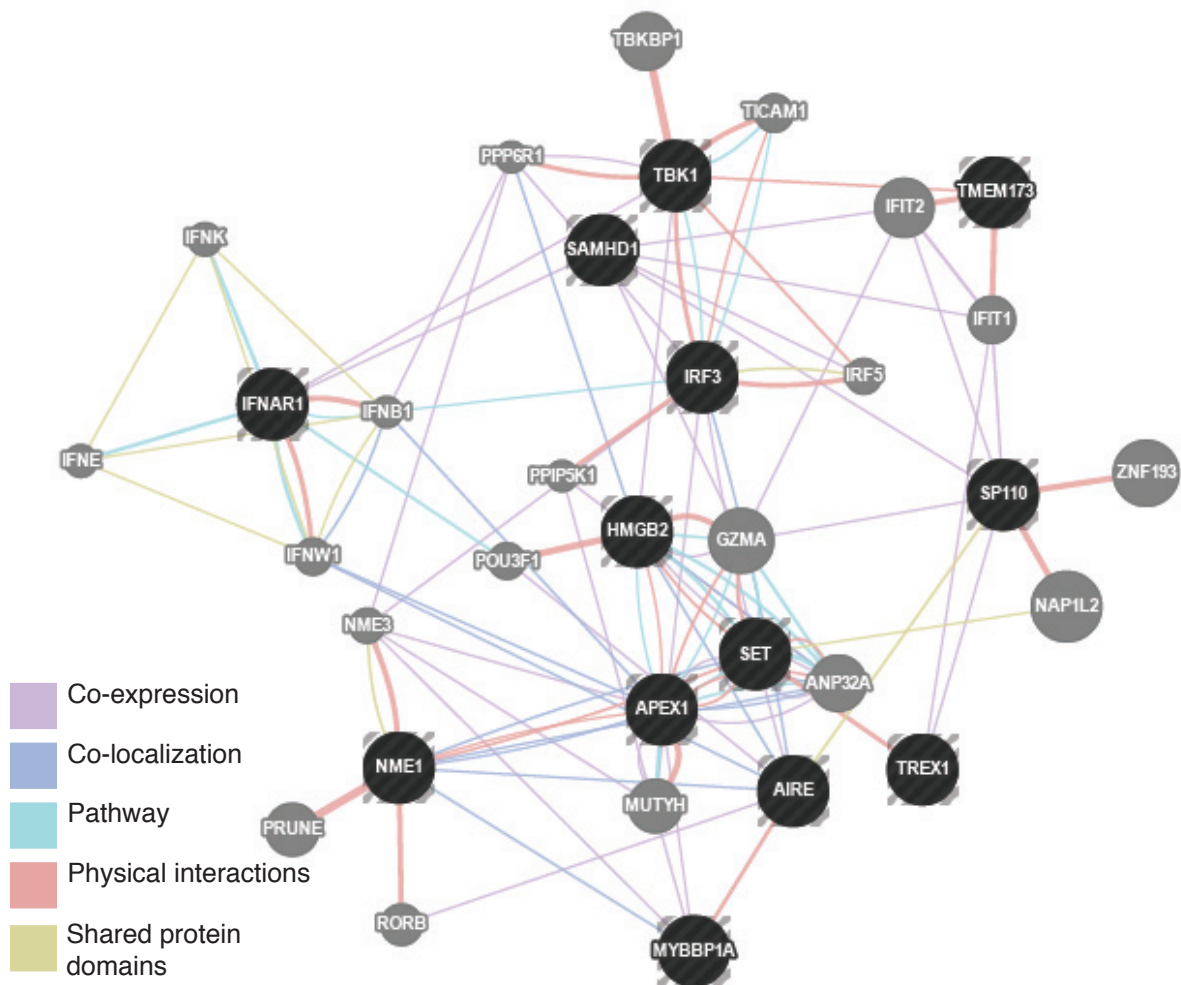 TBKBP1
TICAM1
PPP6R1
TBK1
TMEM173
IFIT2
IFNK
SAMHD1
IFIT1
IRF3
IRF5
IFNAR1
IFNB1
IFNE
PPIP5K1
ZNF193
SP110
HMGB2
GZMA
IFNW1
POU3F1
NAP1L2
NME3
SET
ANP32A
Co-expression
APEX1
Co-localization
NME1
TREX1
AIRE
MUTYH
Pathway
PRUNE
Physical interactions
RORB
Shared protein
domains
MYBBP1A